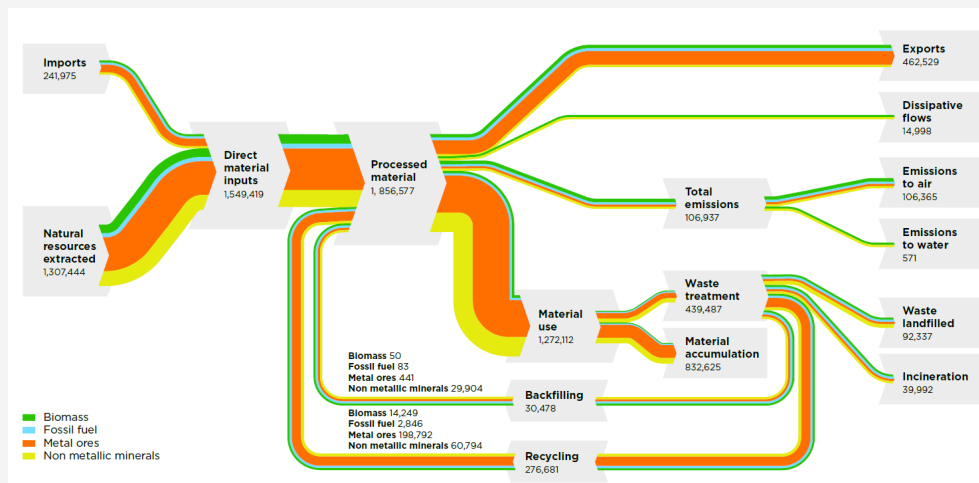 Imports
241,975
Natural
resources
extracted
1,307,444
Direct
material
inputs
1,549,419
Processed
material
1, 856,577
Exports
462,529
Dissipative
flows
14,998
Total
emissions
106,937
Emissions
to air
106,365
Emissions
to water
571
Material
use
1,272,112
Waste
treatment
439,487
Material
accumulation
832,625
Waste
landfilled
92,337
Incineration
39,992
Biomass 50
Fossil fuel 83
Metal ores 441
Non metallic minerals 29,904
Backfilling
30,478
Biomass 14,249
Fossil fuel 2,846
Metal ores 198,792
Non metallic minerals 60,794
Recycling
276,681
Biomass
Fossil fuel
Metal ores
Non metallic minerals